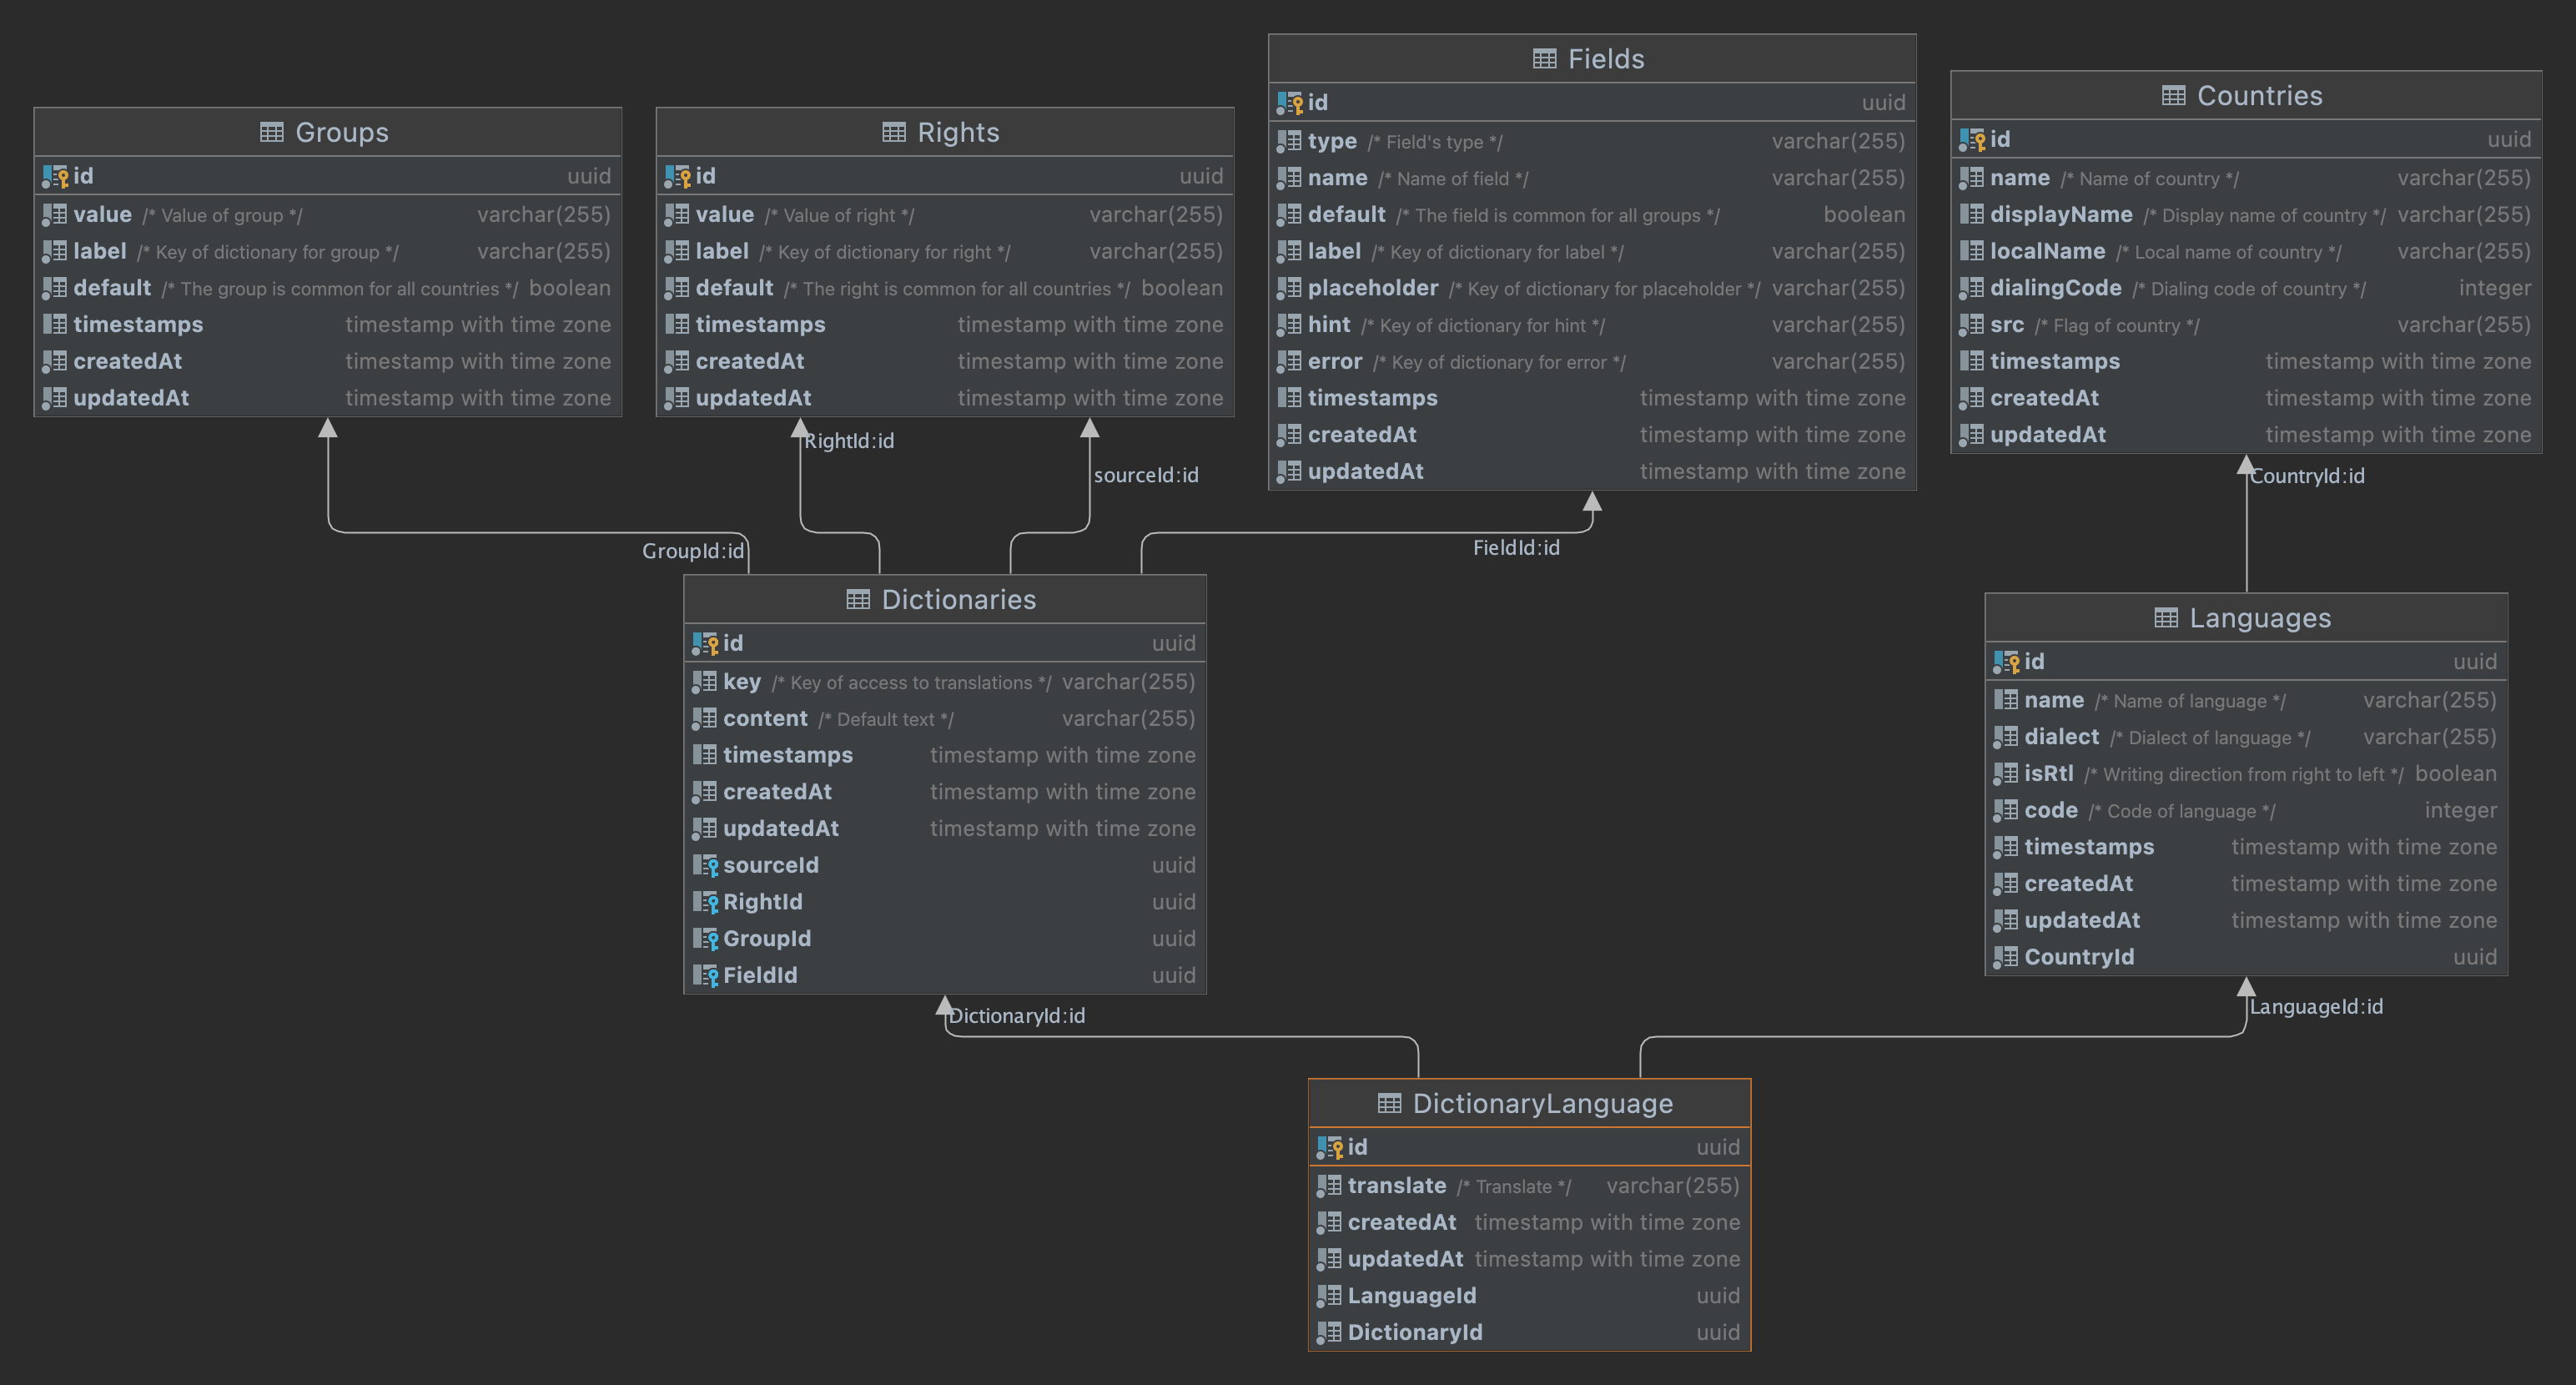 Groups
id uuid
value /* Value of group */ varchar(255)
label /* Key of dictionary for group */ varchar(255)
default /* The group is common for all countries */ boolean
timestamps timestamp with time zone
createdAt timestamp with time zone
updatedAt timestamp with time zone
Rights
id uuid
value /* Value of right */ varchar(255)
label /* Key of dictionary for right */ varchar(255)
default /* The right is common for all countries */ boolean
timestamps timestamp with time zone
createdAt timestamp with time zone
updatedAt timestamp with time zone
Fields
id uuid
type /* Field's type */ varchar(255)
name /* Name of field */ varchar(255)
default /* The field is common for all groups */ boolean
label /* Key of dictionary for label */ varchar(255)
placeholder /* Key of dictionary for placeholder */ varchar(255)
hint /* Key of dictionary for hint */ varchar(255)
error /* Key of dictionary for error */ varchar(255)
timestamps timestamp with time zone
createdAt timestamp with time zone
updatedAt timestamp with time zone
Countries
id uuid
name /* Name of country */ varchar(255)
displayName /* Display name of country */ varchar(255)
localName /* Local name of country */ varchar(255)
dialingCode /* Dialing code of country */ integer
src /* Flag of country */ varchar(255)
timestamps timestamp with time zone
createdAt timestamp with time zone
updatedAt timestamp with time zone
RightId:id
sourceId:id
CountryId:id
GroupId:id
FieldId:id
Dictionaries
id uuid
key /* Key of access to translations */ varchar(255)
content /* Default text */ varchar(255)
timestamps timestamp with time zone
createdAt timestamp with time zone
updatedAt timestamp with time zone
sourceId uuid
RightId uuid
GroupId uuid
FieldId uuid
Languages
id uuid
name /* Name of language */ varchar(255)
dialect /* Dialect of language */ varchar(255)
isRtl /* Writing direction from right to left */ boolean
code /* Code of language */ integer
timestamps timestamp with time zone
createdAt timestamp with time zone
updatedAt timestamp with time zone
CountryId uuid
DictionaryId:id
LanguageId:id
DictionaryLanguage
id uuid
translate /* Translate */ varchar(255)
createdAt timestamp with time zone
updatedAt timestamp with time zone
LanguageId uuid
DictionaryId uuid